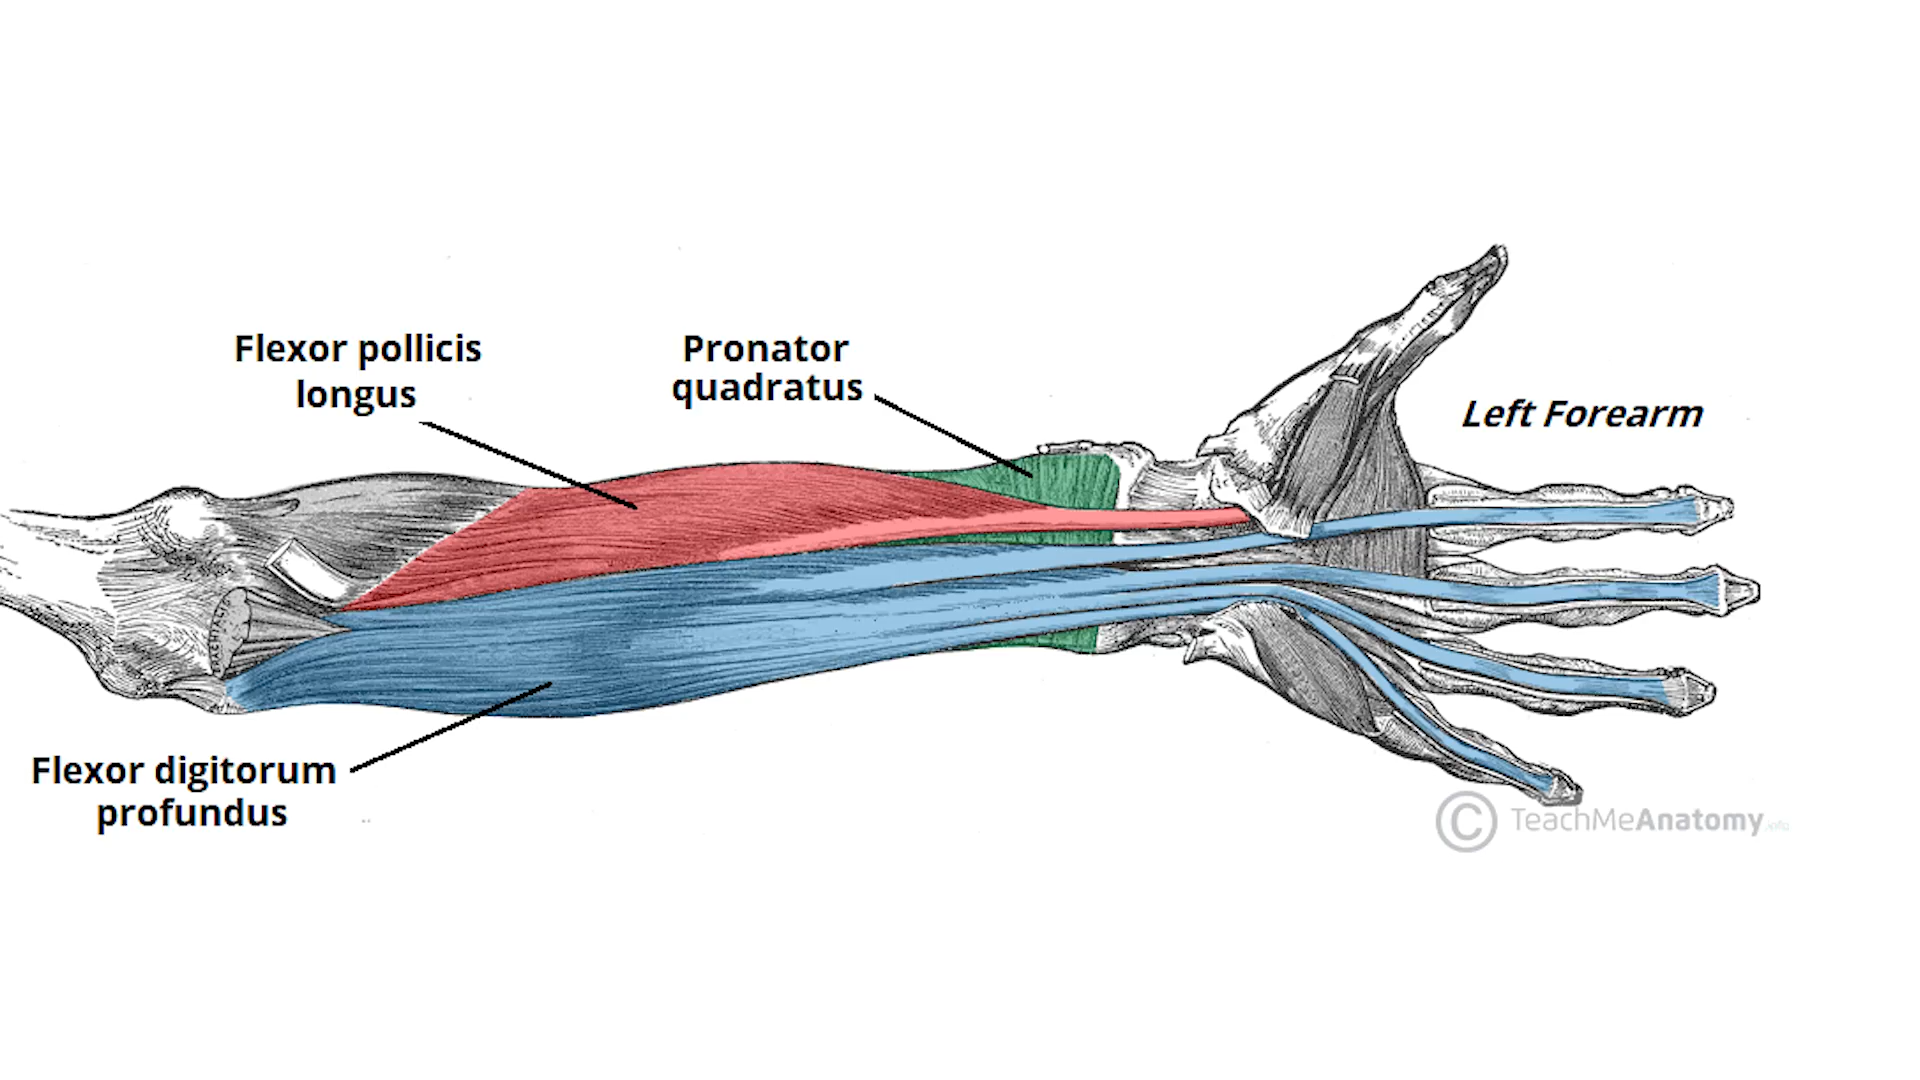 Flexor pollicis
longus
Pronator
quadratus
Left Forearm
Flexor digitorum
profundus
© TeachMeAnatomy